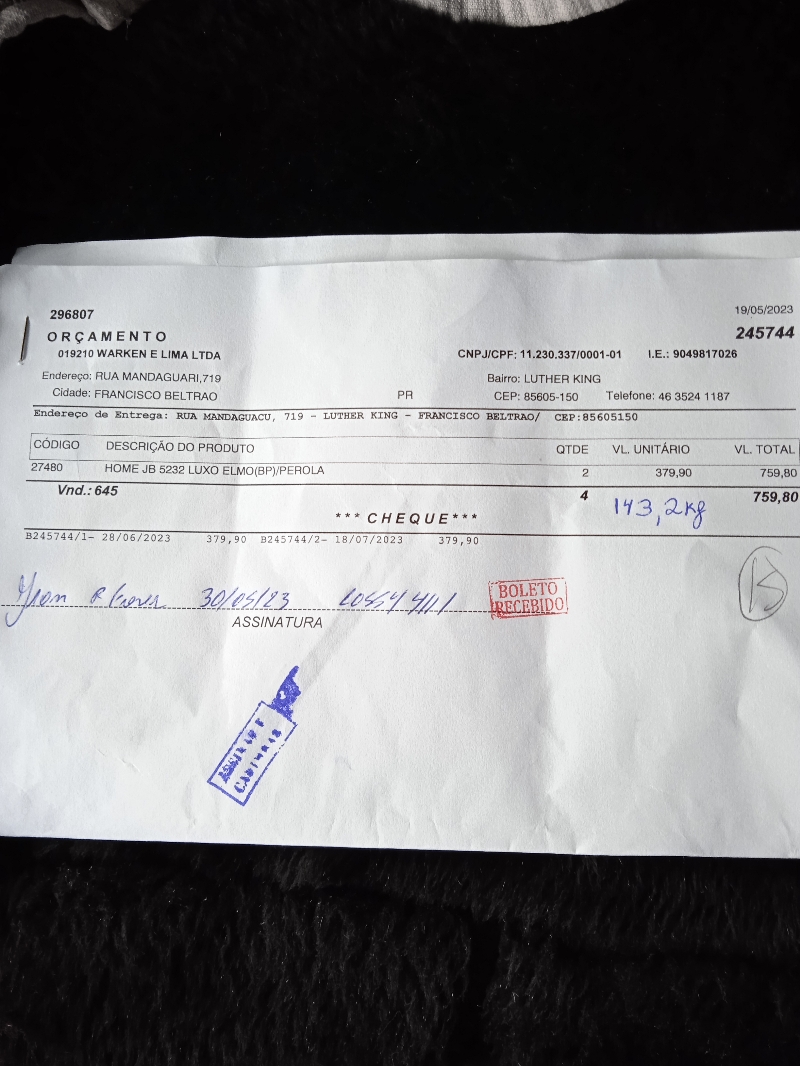 296807
19/05/2023
ORÇAMENTO
245744
019210 WARKEN E LIMA LTDA
CNPJ/CPF: 11.230.337/0001-01 I.E.: 9049817026
Endereço: RUA MANDAGUARI,719
Bairro: LUTHER KING
Cidade: FRANCISCO BELTRAO PR CEP: 85605-150 Telefone: 46 3524 1187
Endereço de Entrega: RUA MANDAGUACU, 719 - LUTHER KING - FRANCISCO BELTRAO/ CEP:85605150
CÓDIGO DESCRIÇÃO DO PRODUTO QTDE VL. UNITÁRIO VL. TOTAL
27480 HOME JB 5232 LUXO ELMO(BP)/PEROLA 2 379,90 759,80
Vnd.: 645 4 143,2kg 759,80
*** CHEQUE***
B245744/1- 28/06/2023 379,90 B245744/2- 18/07/2023 379,90
30/05/23
BOLETO RECEBIDO
ASSINATURA
ASSINAR E
CARIMBAR